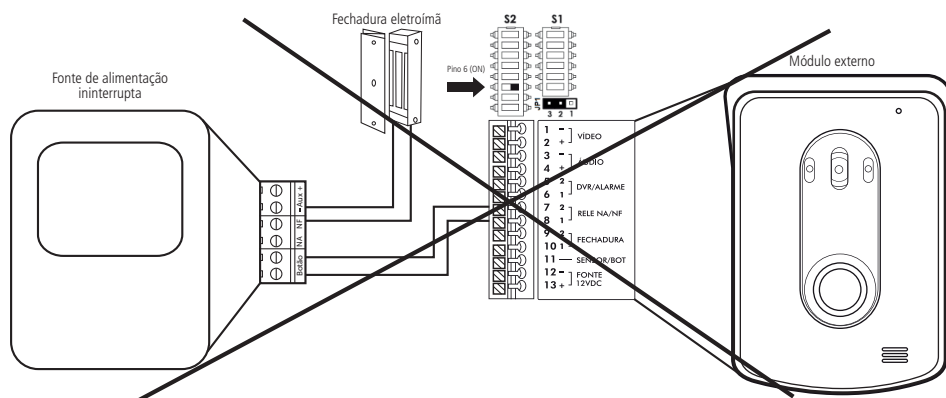 Fechadura eletroímã
S2 S1
Fonte de alimentação
ininterrupta
Pino 6 (ON)
Módulo externo
JP1
3 2 1
1 -
VÍDEO
2 +
3 -
ÁUDIO
4 +
5 2
DVR/ALARME
6 1
7 2
RELE NA/NF
8 1
9 2
FECHADURA
10 1
11 SENSOR/BOT
12 -
FONTE
12VDC
13 +
- Aux +
NF
NA
Botão